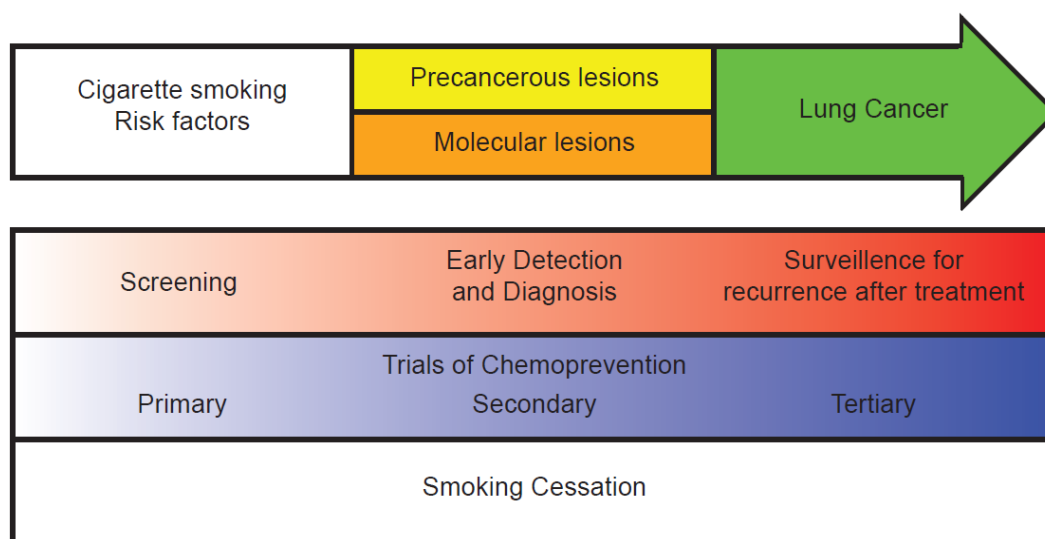 Cigarette smoking
Risk factors
Precancerous lesions
Molecular lesions
Lung Cancer
Screening
Early Detection
and Diagnosis
Surveillence for
recurrence after treatment
Trials of Chemoprevention
Primary
Secondary
Tertiary
Smoking Cessation